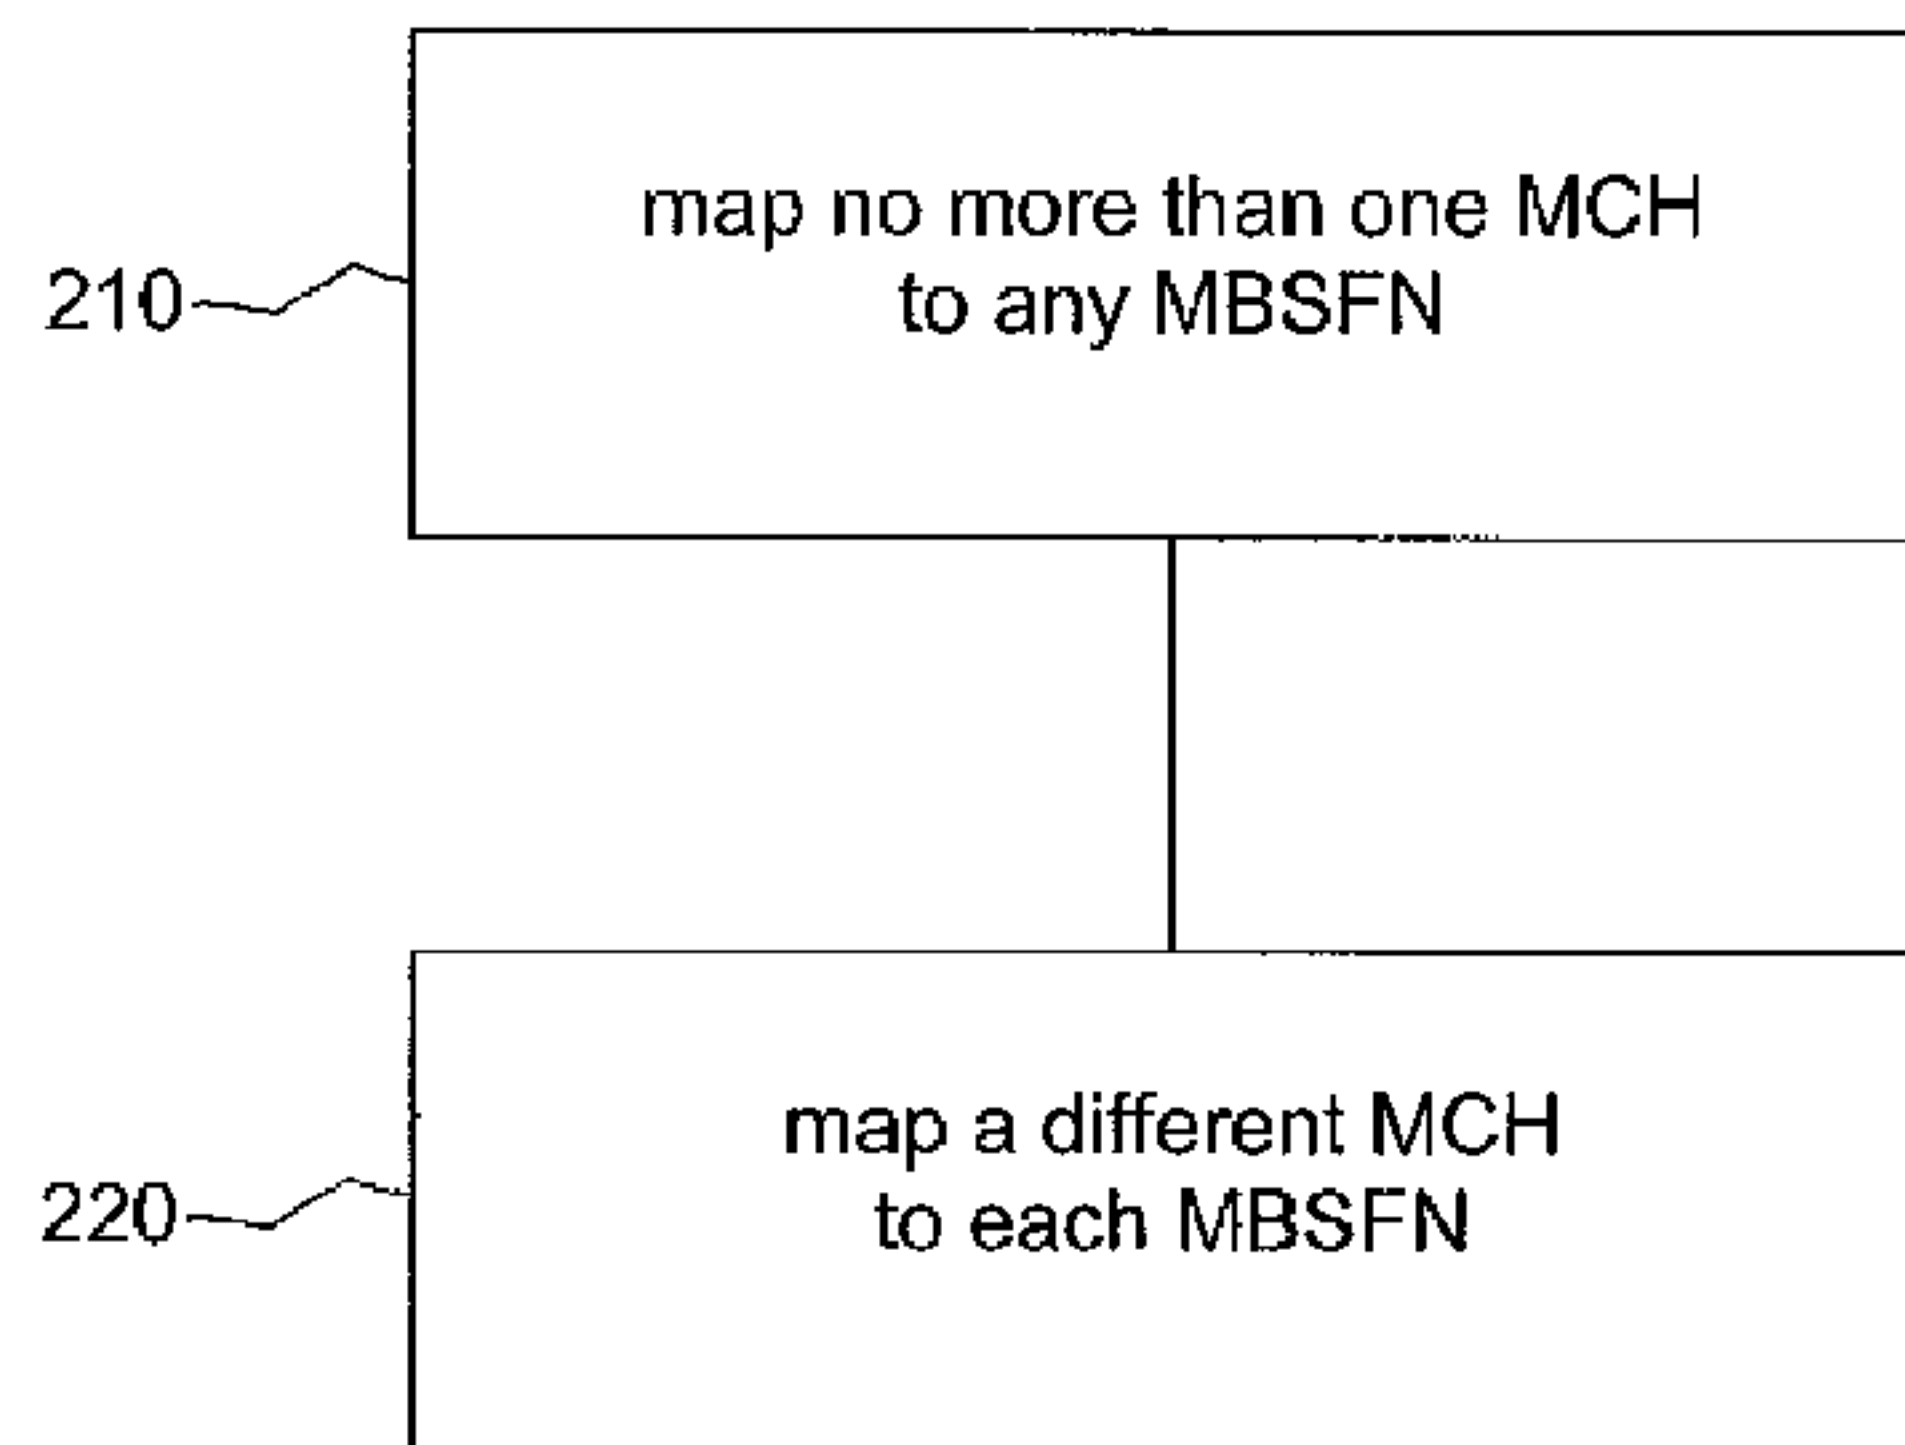 map no more than one MCH
to any MBSFN
210
map a different MCH
to each MBSFN
220